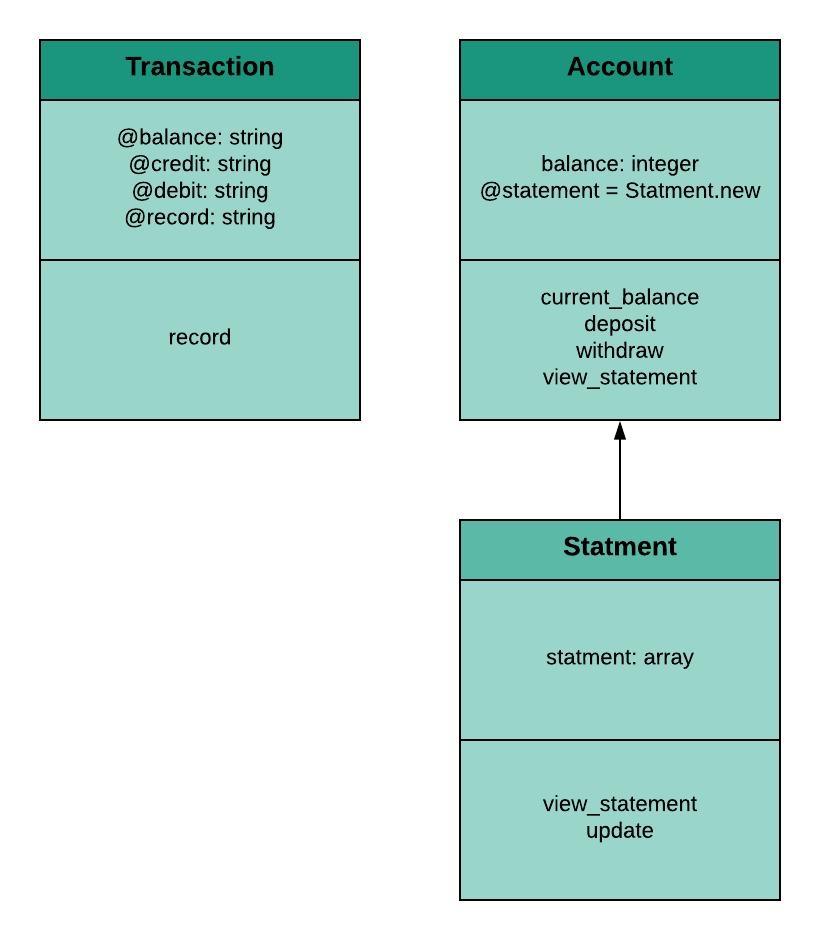 Transaction
@balance: string
@credit: string
@debit: string
@record: string
record
Account
balance: integer
@statement = Statment.new
current_balance
deposit
withdraw
view_statement
Statment
statment: array
view_statement
update